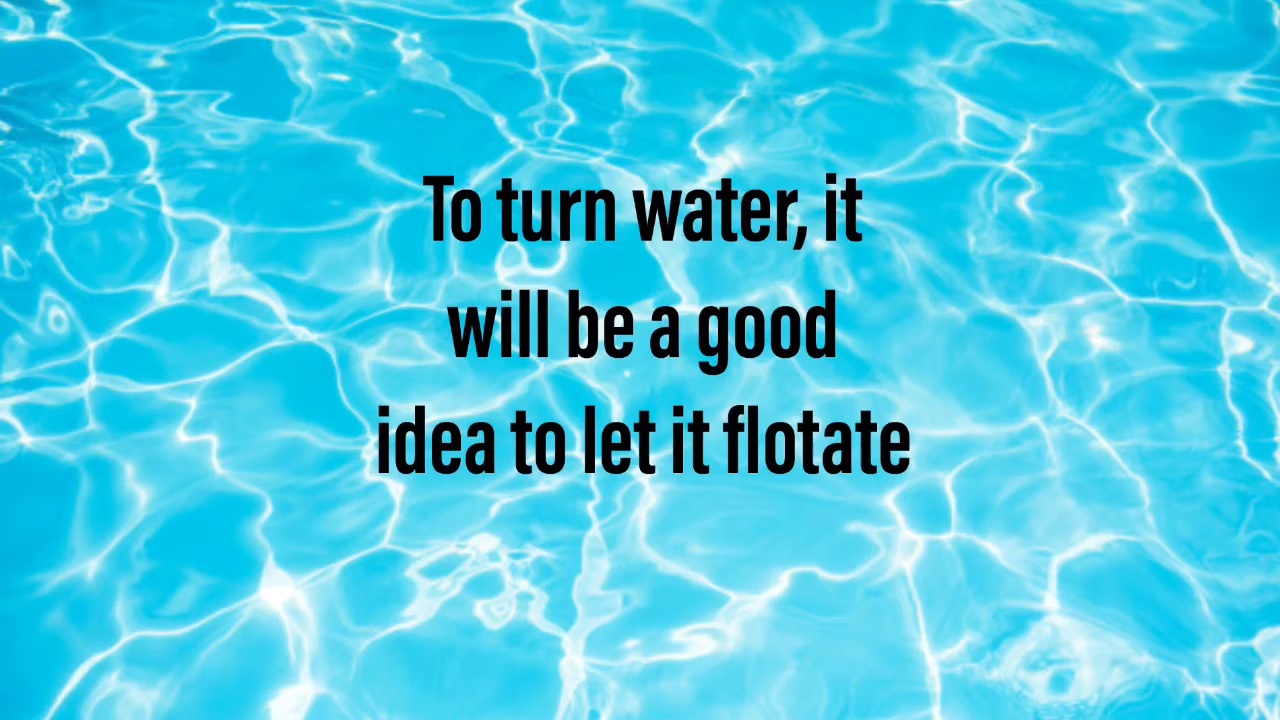 To turn water, it
will be a good
idea to let it flotate